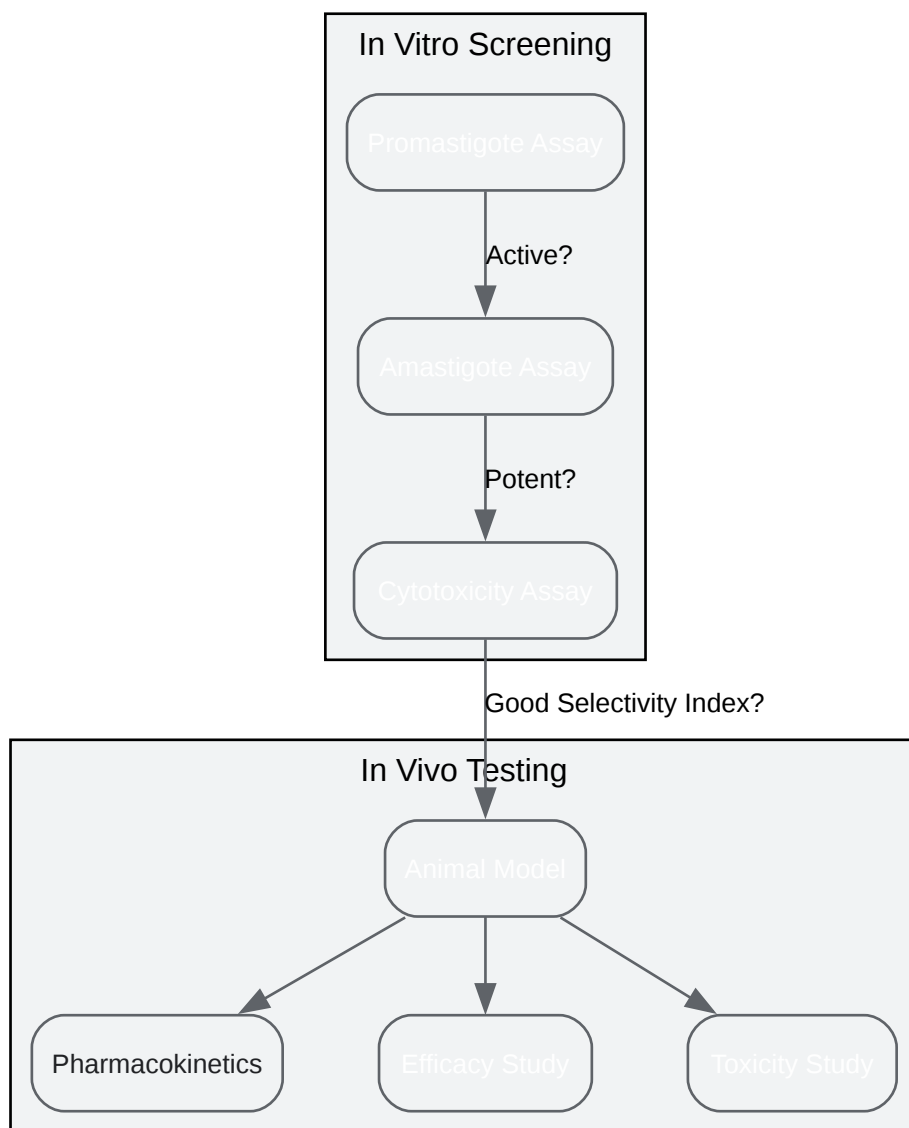 In Vitro Screening
Promastigote Assay
Active?
Amastigote Assay
Potent?
Cytotoxicity Assay
Good Selectivity Index?
In Vivo Testing
Animal Model
Pharmacokinetics
Efficacy Study
Toxicity Study